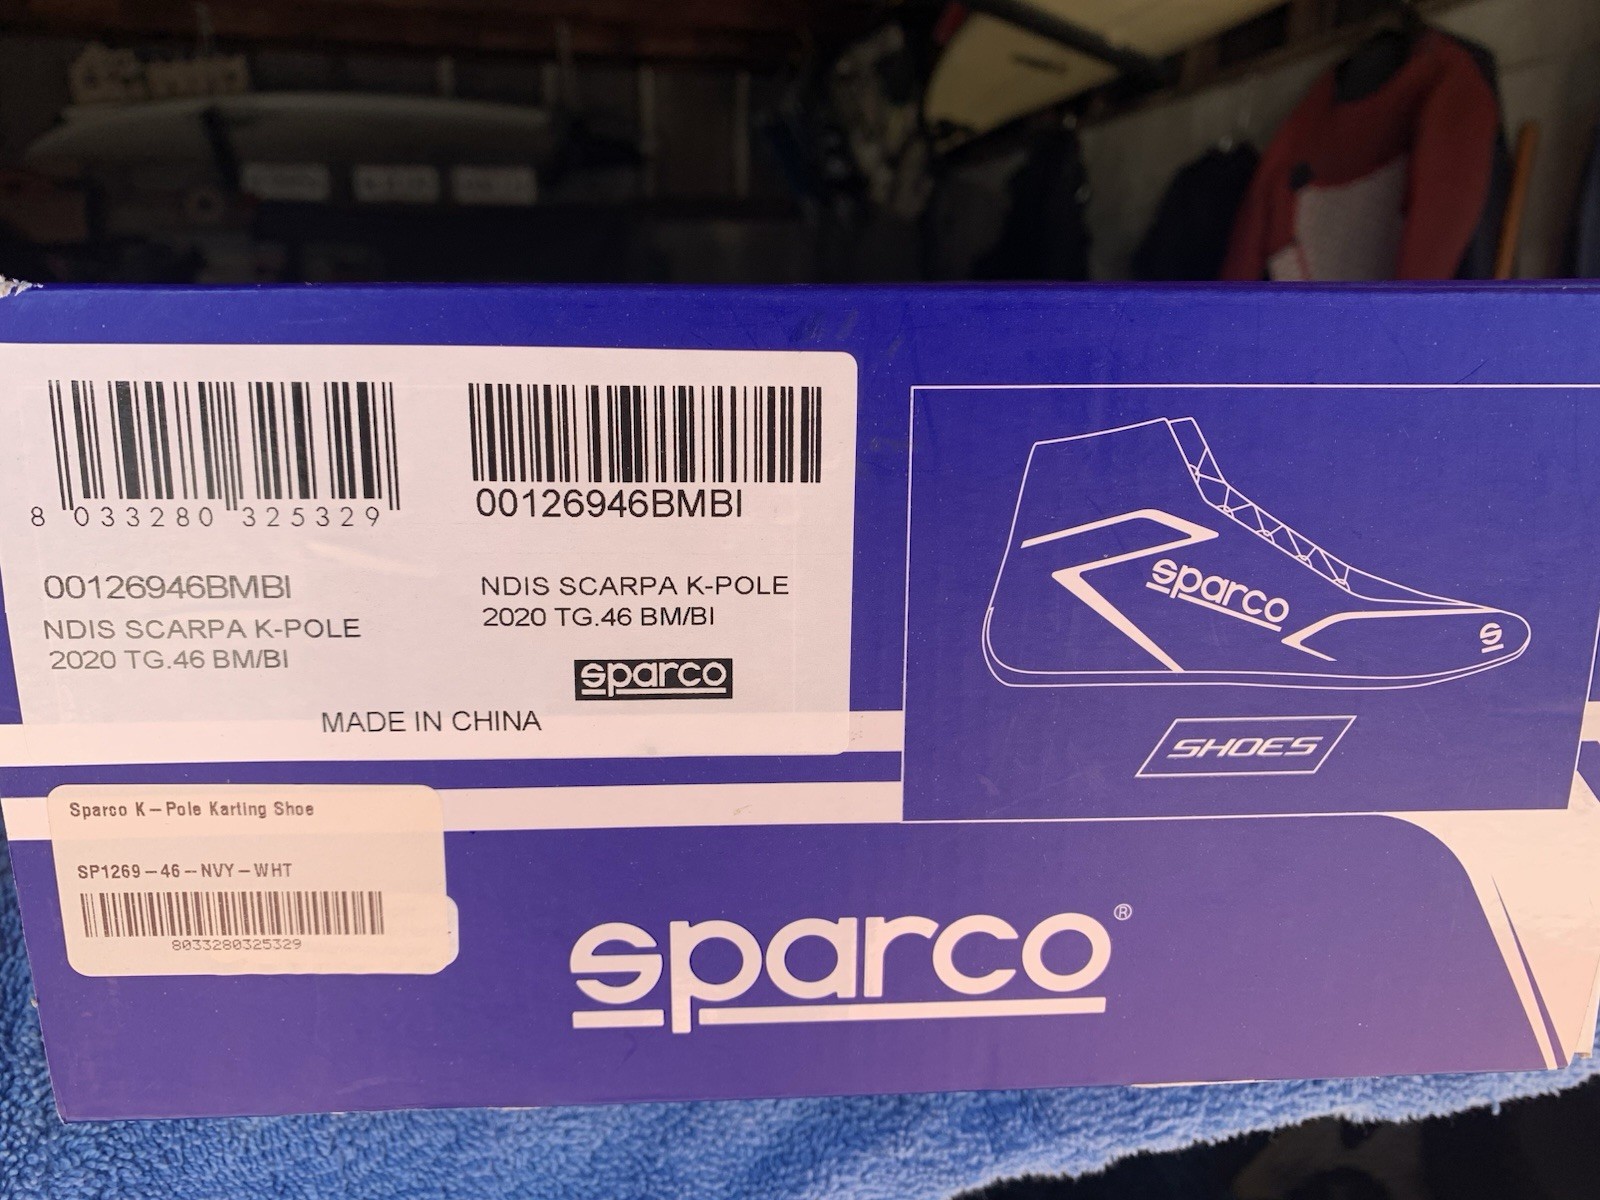 8 033280 325329
00126946BMBI
NDIS SCARPA K-POLE
2020 TG.46 BM/BI
00126946BMBI
NDIS SCARPA K-POLE
2020 TG.46 BM/BI
sparco
MADE IN CHINA
sparco
S
SHOES
Sparco K-Pole Karting Shoe
SP1269-46--NVY-WHT
8033280325329
sparco®